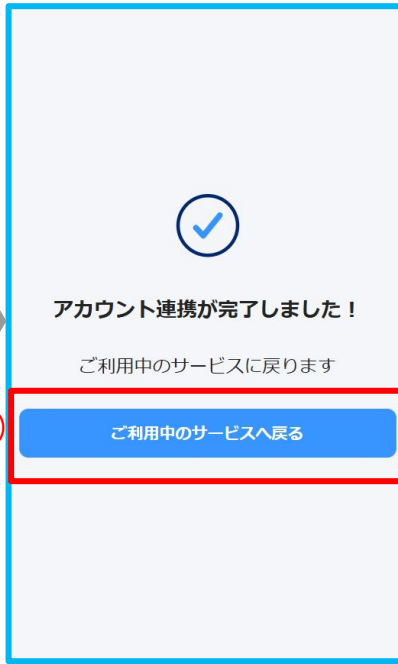 アカウント連携が完了しました！
ご利用中のサービスに戻ります
ご利用中のサービスへ戻る